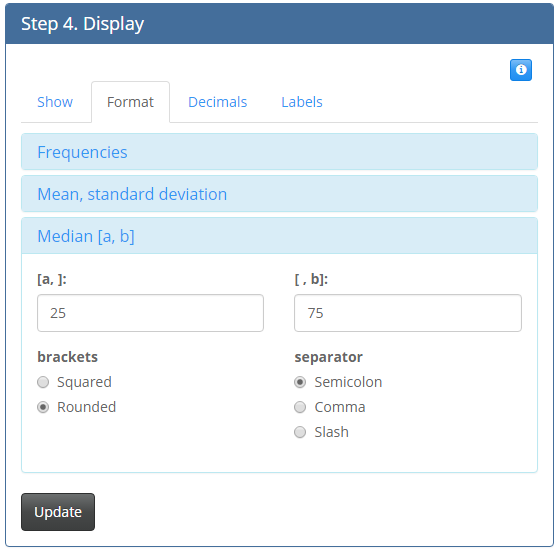 Step 4. Display
Show Format Decimals Labels
Frequencies
Mean, standard deviation
Median [a, b]
[a, ]: [ , b]:
25 75
brackets separator
Squared Semicolon
Rounded Comma
Slash
Update